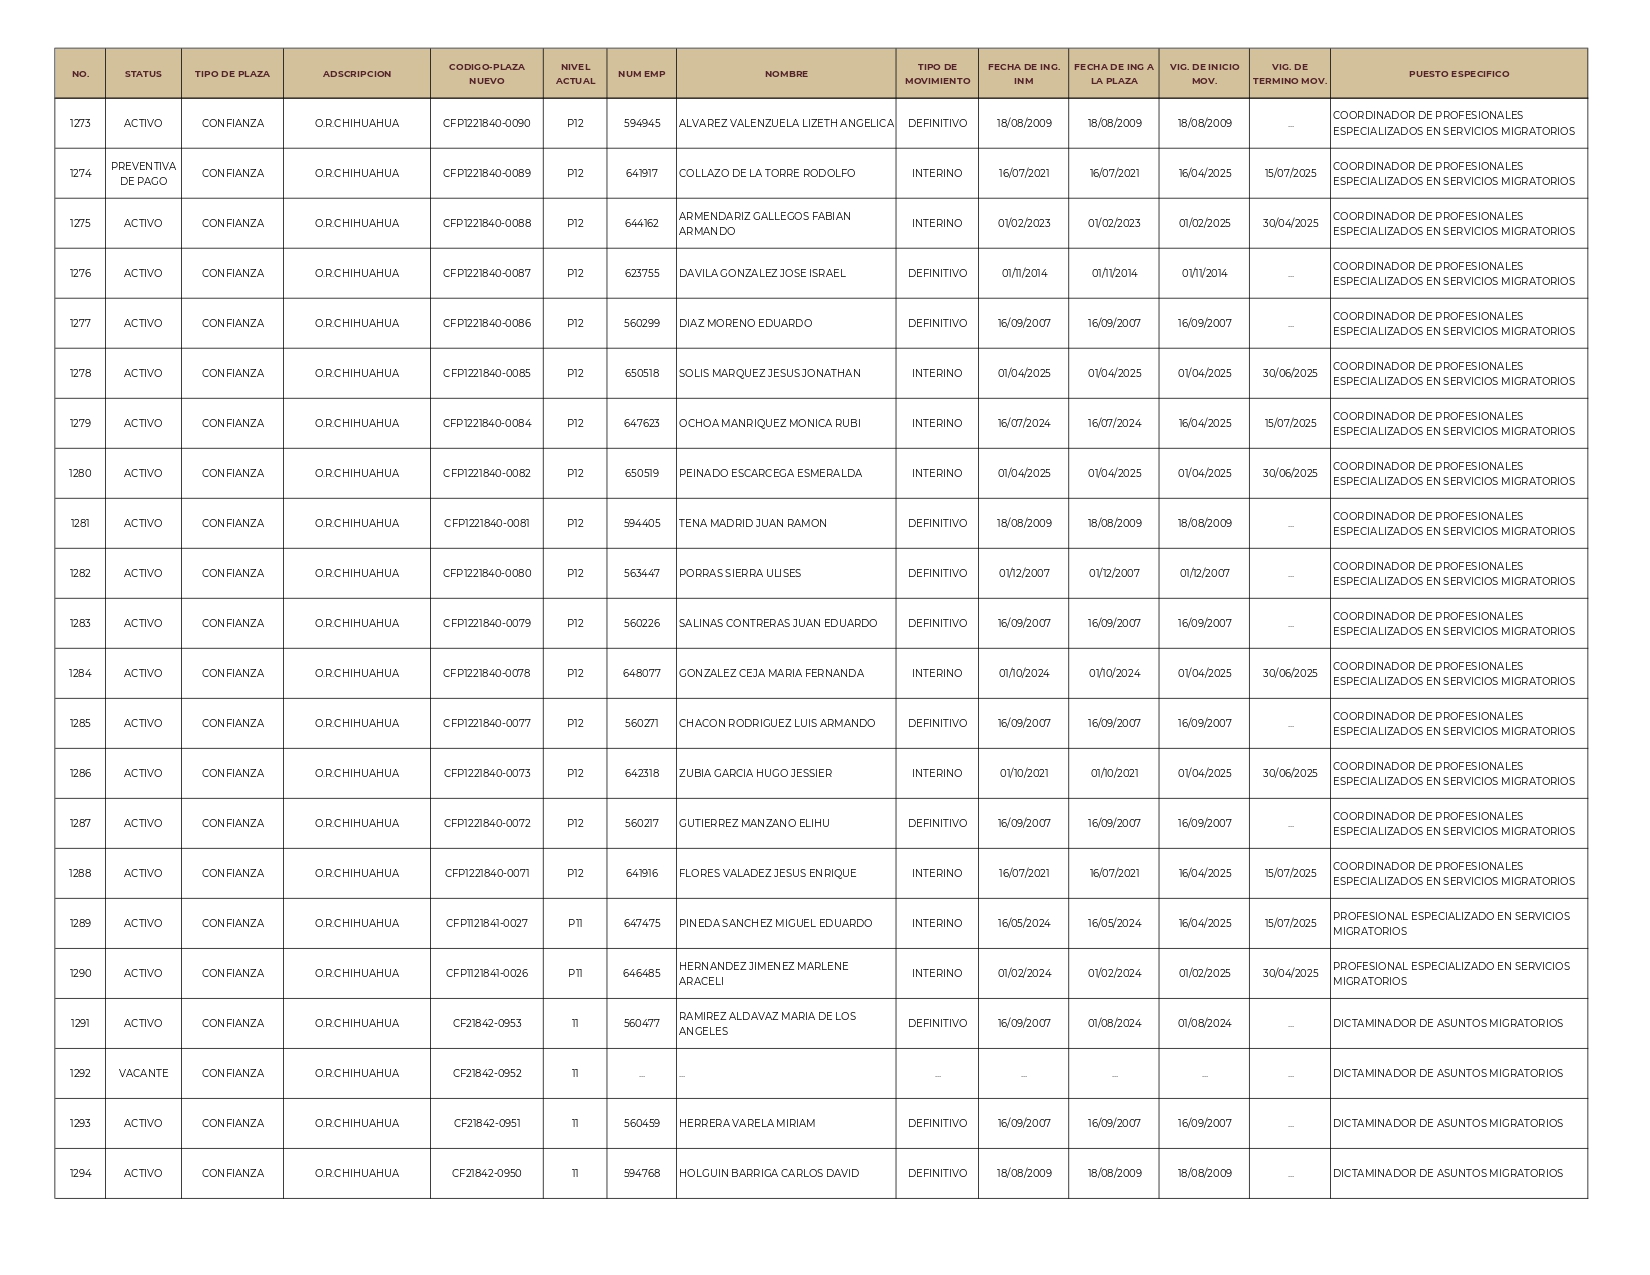 NO. STATUS TIPO DE PLAZA ADSCRIPCION CODIGO-PLAZA NUEVO NIVEL ACTUAL NUM EMP NOMBRE TIPO DE MOVIMIENTO FECHA DE ING. INM FECHA DE ING A LA PLAZA VIG. DE INICIO MOV. VIG. DE TERMINO MOV. PUESTO ESPECIFICO
1273 ACTIVO CONFIANZA O.R.CHIHUAHUA CFP1221840-0090 P12 594945 ALVAREZ VALENZUELA LIZETH ANGELICA DEFINITIVO 18/08/2009 18/08/2009 18/08/2009 ... COORDINADOR DE PROFESIONALES ESPECIALIZADOS EN SERVICIOS MIGRATORIOS
1274 PREVENTIVA DE PAGO CONFIANZA O.R.CHIHUAHUA CFP1221840-0089 P12 641917 COLLAZO DE LA TORRE RODOLFO INTERINO 16/07/2021 16/07/2021 16/04/2025 15/07/2025 COORDINADOR DE PROFESIONALES ESPECIALIZADOS EN SERVICIOS MIGRATORIOS
1275 ACTIVO CONFIANZA O.R.CHIHUAHUA CFP1221840-0088 P12 644162 ARMENDARIZ GALLEGOS FABIAN ARMANDO INTERINO 01/02/2023 01/02/2023 01/02/2025 30/04/2025 COORDINADOR DE PROFESIONALES ESPECIALIZADOS EN SERVICIOS MIGRATORIOS
1276 ACTIVO CONFIANZA O.R.CHIHUAHUA CFP1221840-0087 P12 623755 DAVILA GONZALEZ JOSE ISRAEL DEFINITIVO 01/11/2014 01/11/2014 01/11/2014 ... COORDINADOR DE PROFESIONALES ESPECIALIZADOS EN SERVICIOS MIGRATORIOS
1277 ACTIVO CONFIANZA O.R.CHIHUAHUA CFP1221840-0086 P12 560299 DIAZ MORENO EDUARDO DEFINITIVO 16/09/2007 16/09/2007 16/09/2007 ... COORDINADOR DE PROFESIONALES ESPECIALIZADOS EN SERVICIOS MIGRATORIOS
1278 ACTIVO CONFIANZA O.R.CHIHUAHUA CFP1221840-0085 P12 650518 SOLIS MARQUEZ JESUS JONATHAN INTERINO 01/04/2025 01/04/2025 01/04/2025 30/06/2025 COORDINADOR DE PROFESIONALES ESPECIALIZADOS EN SERVICIOS MIGRATORIOS
1279 ACTIVO CONFIANZA O.R.CHIHUAHUA CFP1221840-0084 P12 647623 OCHOA MANRIQUEZ MONICA RUBI INTERINO 16/07/2024 16/07/2024 16/04/2025 15/07/2025 COORDINADOR DE PROFESIONALES ESPECIALIZADOS EN SERVICIOS MIGRATORIOS
1280 ACTIVO CONFIANZA O.R.CHIHUAHUA CFP1221840-0082 P12 650519 PEINADO ESCARCEGA ESMERALDA INTERINO 01/04/2025 01/04/2025 01/04/2025 30/06/2025 COORDINADOR DE PROFESIONALES ESPECIALIZADOS EN SERVICIOS MIGRATORIOS
1281 ACTIVO CONFIANZA O.R.CHIHUAHUA CFP1221840-0081 P12 594405 TENA MADRID JUAN RAMON DEFINITIVO 18/08/2009 18/08/2009 18/08/2009 ... COORDINADOR DE PROFESIONALES ESPECIALIZADOS EN SERVICIOS MIGRATORIOS
1282 ACTIVO CONFIANZA O.R.CHIHUAHUA CFP1221840-0080 P12 563447 PORRAS SIERRA ULISES DEFINITIVO 01/12/2007 01/12/2007 01/12/2007 ... COORDINADOR DE PROFESIONALES ESPECIALIZADOS EN SERVICIOS MIGRATORIOS
1283 ACTIVO CONFIANZA O.R.CHIHUAHUA CFP1221840-0079 P12 560226 SALINAS CONTRERAS JUAN EDUARDO DEFINITIVO 16/09/2007 16/09/2007 16/09/2007 ... COORDINADOR DE PROFESIONALES ESPECIALIZADOS EN SERVICIOS MIGRATORIOS
1284 ACTIVO CONFIANZA O.R.CHIHUAHUA CFP1221840-0078 P12 648077 GONZALEZ CEJA MARIA FERNANDA INTERINO 01/10/2024 01/10/2024 01/04/2025 30/06/2025 COORDINADOR DE PROFESIONALES ESPECIALIZADOS EN SERVICIOS MIGRATORIOS
1285 ACTIVO CONFIANZA O.R.CHIHUAHUA CFP1221840-0077 P12 560271 CHACON RODRIGUEZ LUIS ARMANDO DEFINITIVO 16/09/2007 16/09/2007 16/09/2007 ... COORDINADOR DE PROFESIONALES ESPECIALIZADOS EN SERVICIOS MIGRATORIOS
1286 ACTIVO CONFIANZA O.R.CHIHUAHUA CFP1221840-0073 P12 642318 ZUBIA GARCIA HUGO JESSIER INTERINO 01/10/2021 01/10/2021 01/04/2025 30/06/2025 COORDINADOR DE PROFESIONALES ESPECIALIZADOS EN SERVICIOS MIGRATORIOS
1287 ACTIVO CONFIANZA O.R.CHIHUAHUA CFP1221840-0072 P12 560217 GUTIERREZ MANZANO ELIHU DEFINITIVO 16/09/2007 16/09/2007 16/09/2007 ... COORDINADOR DE PROFESIONALES ESPECIALIZADOS EN SERVICIOS MIGRATORIOS
1288 ACTIVO CONFIANZA O.R.CHIHUAHUA CFP1221840-0071 P12 641916 FLORES VALADEZ JESUS ENRIQUE INTERINO 16/07/2021 16/07/2021 16/04/2025 15/07/2025 COORDINADOR DE PROFESIONALES ESPECIALIZADOS EN SERVICIOS MIGRATORIOS
1289 ACTIVO CONFIANZA O.R.CHIHUAHUA CFP1121841-0027 P11 647475 PINEDA SANCHEZ MIGUEL EDUARDO INTERINO 16/05/2024 16/05/2024 16/04/2025 15/07/2025 PROFESIONAL ESPECIALIZADO EN SERVICIOS MIGRATORIOS
1290 ACTIVO CONFIANZA O.R.CHIHUAHUA CFP1121841-0026 P11 646485 HERNANDEZ JIMENEZ MARLENE ARACELI INTERINO 01/02/2024 01/02/2024 01/02/2025 30/04/2025 PROFESIONAL ESPECIALIZADO EN SERVICIOS MIGRATORIOS
1291 ACTIVO CONFIANZA O.R.CHIHUAHUA CF21842-0953 11 560477 RAMIREZ ALDAVAZ MARIA DE LOS ANGELES DEFINITIVO 16/09/2007 01/08/2024 01/08/2024 ... DICTAMINADOR DE ASUNTOS MIGRATORIOS
1292 VACANTE CONFIANZA O.R.CHIHUAHUA CF21842-0952 11 ... ... ... ... ... ... ... DICTAMINADOR DE ASUNTOS MIGRATORIOS
1293 ACTIVO CONFIANZA O.R.CHIHUAHUA CF21842-0951 11 560459 HERRERA VARELA MIRIAM DEFINITIVO 16/09/2007 16/09/2007 16/09/2007 ... DICTAMINADOR DE ASUNTOS MIGRATORIOS
1294 ACTIVO CONFIANZA O.R.CHIHUAHUA CF21842-0950 11 594768 HOLGUIN BARRIGA CARLOS DAVID DEFINITIVO 18/08/2009 18/08/2009 18/08/2009 ... DICTAMINADOR DE ASUNTOS MIGRATORIOS